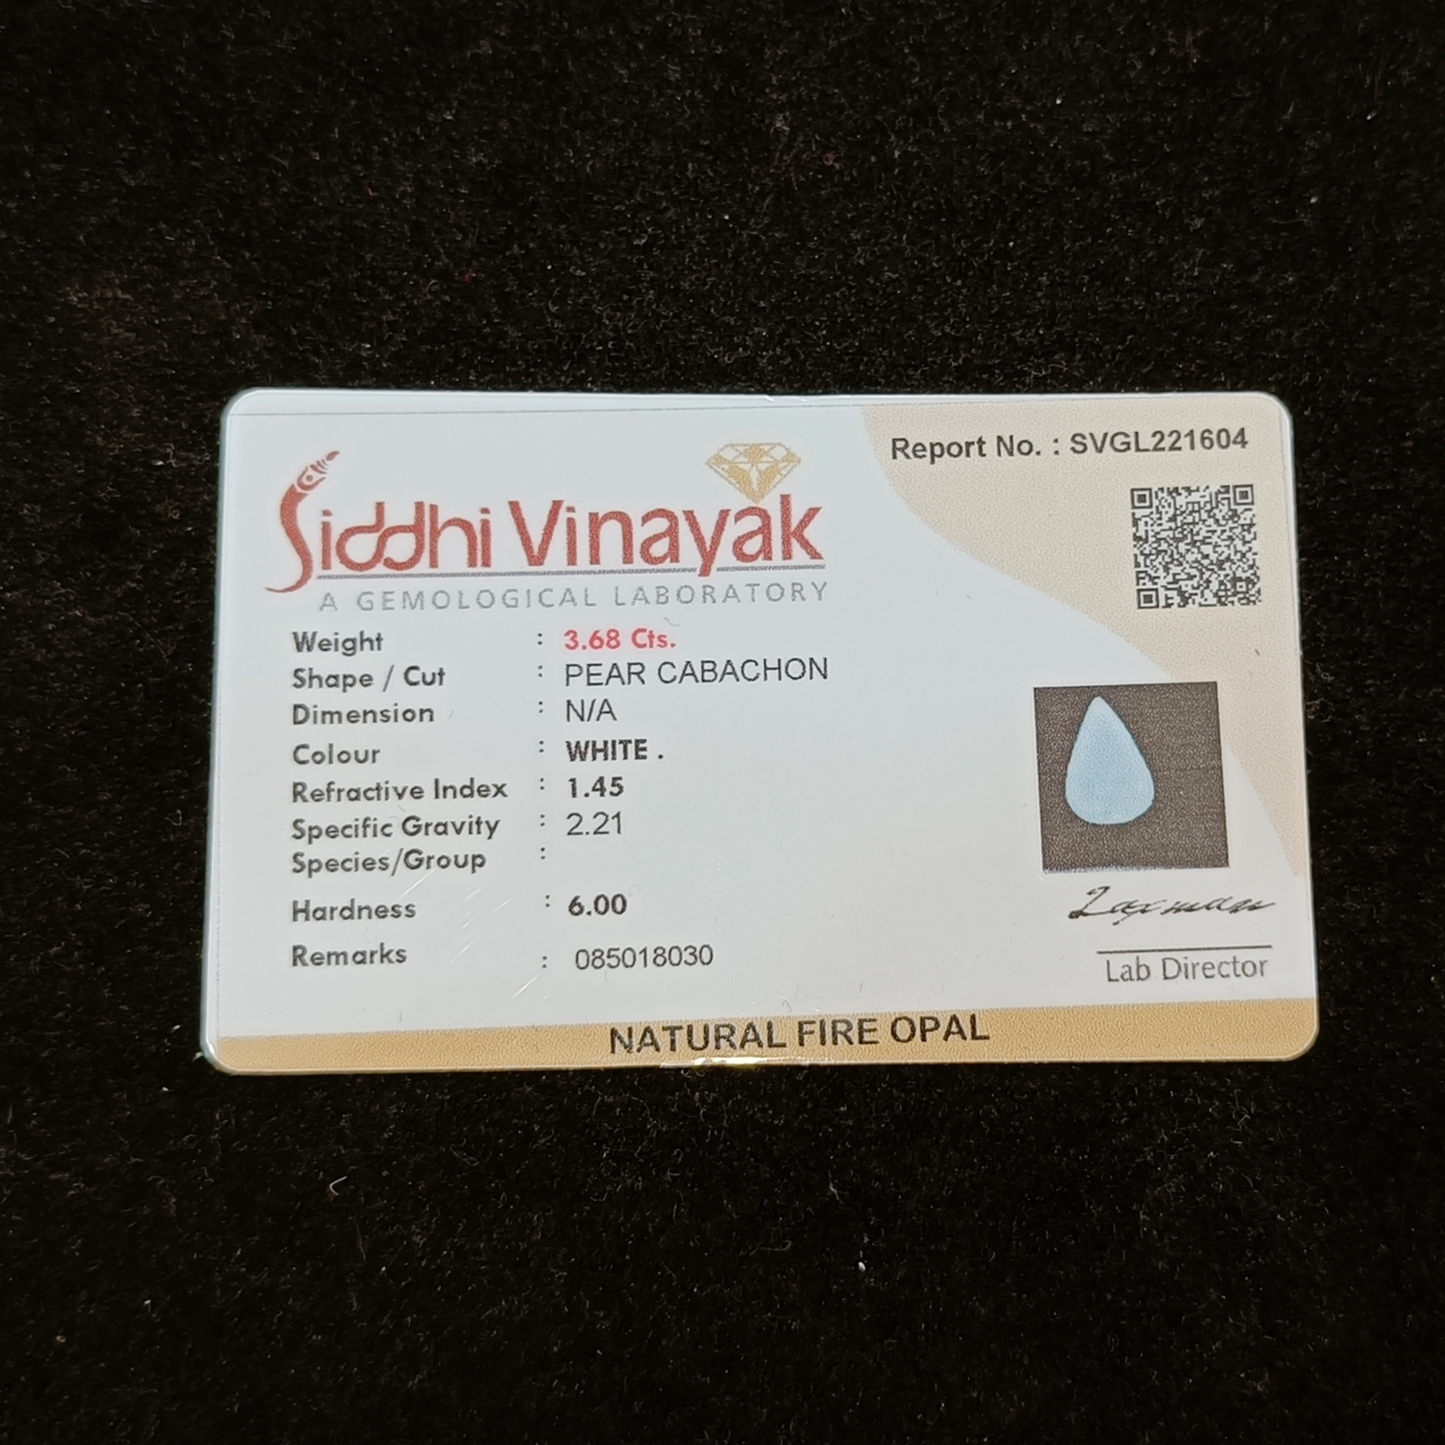 Report No. : SVGL221604
Siddhi Vinayak
A GEMOLOGICAL LABORATORY
Weight : 3.68 Cts.
Shape / Cut : PEAR CABACHON
Dimension : N/A
Colour : WHITE .
Refractive Index : 1.45
Specific Gravity : 2.21
Species/Group :
Hardness : 6.00
Remarks : 085018030
Laxman
Lab Director
NATURAL FIRE OPAL